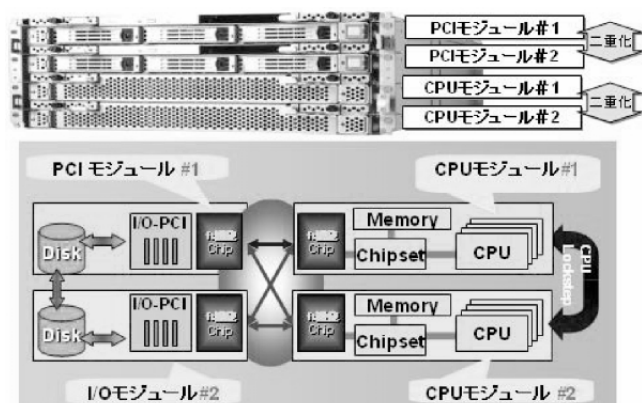 PCIモジュール#1
二重化
PCIモジュール#2
CPUモジュール#1
二重化
CPUモジュール#2
PCI モジュール #1
CPUモジュール#1
Disk
I/O-PCI
Chip
Chip
Memory
Chipset
CPU
CPU Lockstep
Disk
I/O-PCI
Chip
Chip
Memory
Chipset
CPU
I/Oモジュール#2
CPUモジュール#2